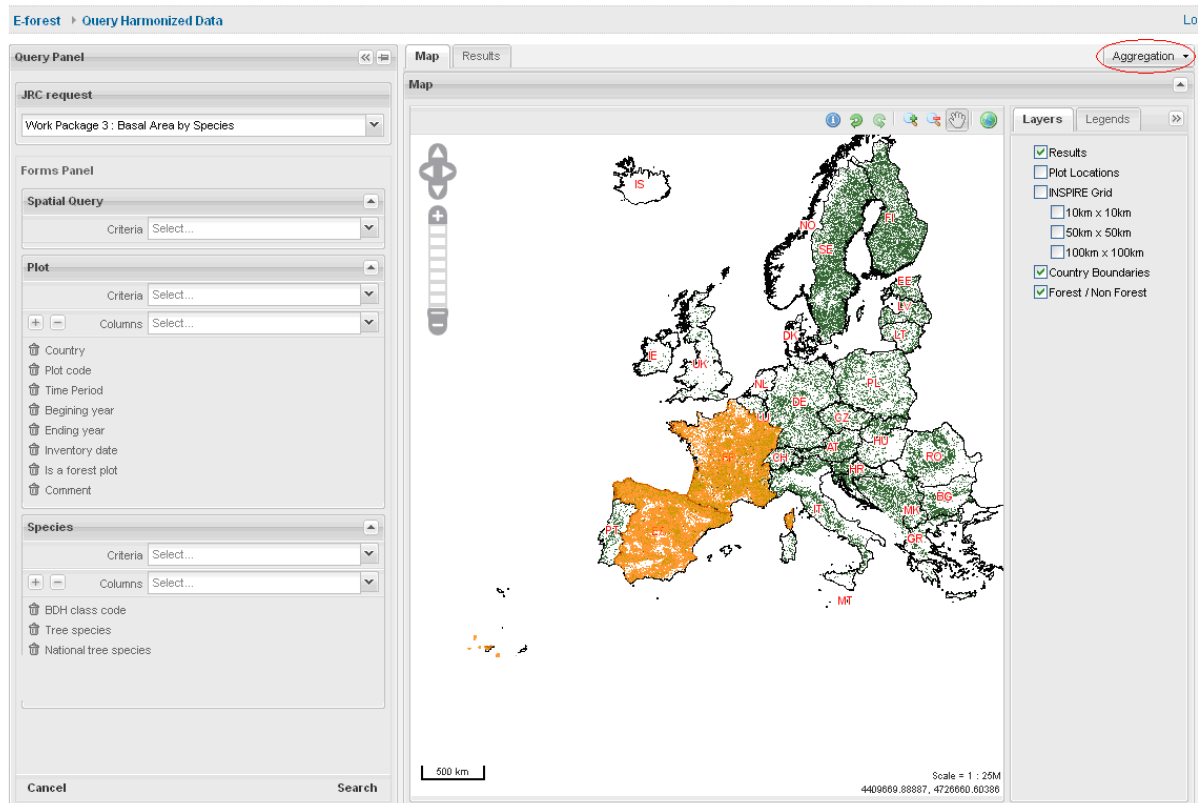 E-forest Query Harmonized Data
Lo
Query Panel
JRC request
Work Package 3 : Basal Area by Species
Forms Panel
Spatial Query
Criteria Select...
Plot
Criteria Select...
Columns Select...
Country
Plot code
Time Period
Begining year
Ending year
Inventory date
Is a forest plot
Comment
Species
Criteria Select...
Columns Select...
BDH class code
Tree species
National tree species
Cancel Search
Map Results
Aggregation
Map
IS
NO
FI
SE
EE
LV
LT
DK
IE
UK
NL
PL
DE
CZ
AT
HU
CH
HR
RO
BG
IT
MK
PT
GR
MT
500 km
Scale = 1 : 25M
4409669.88887, 4726660.60386
Layers Legends
Results
Plot Locations
INSPIRE Grid
10km x 10km
50km x 50km
100km x 100km
Country Boundaries
Forest / Non Forest